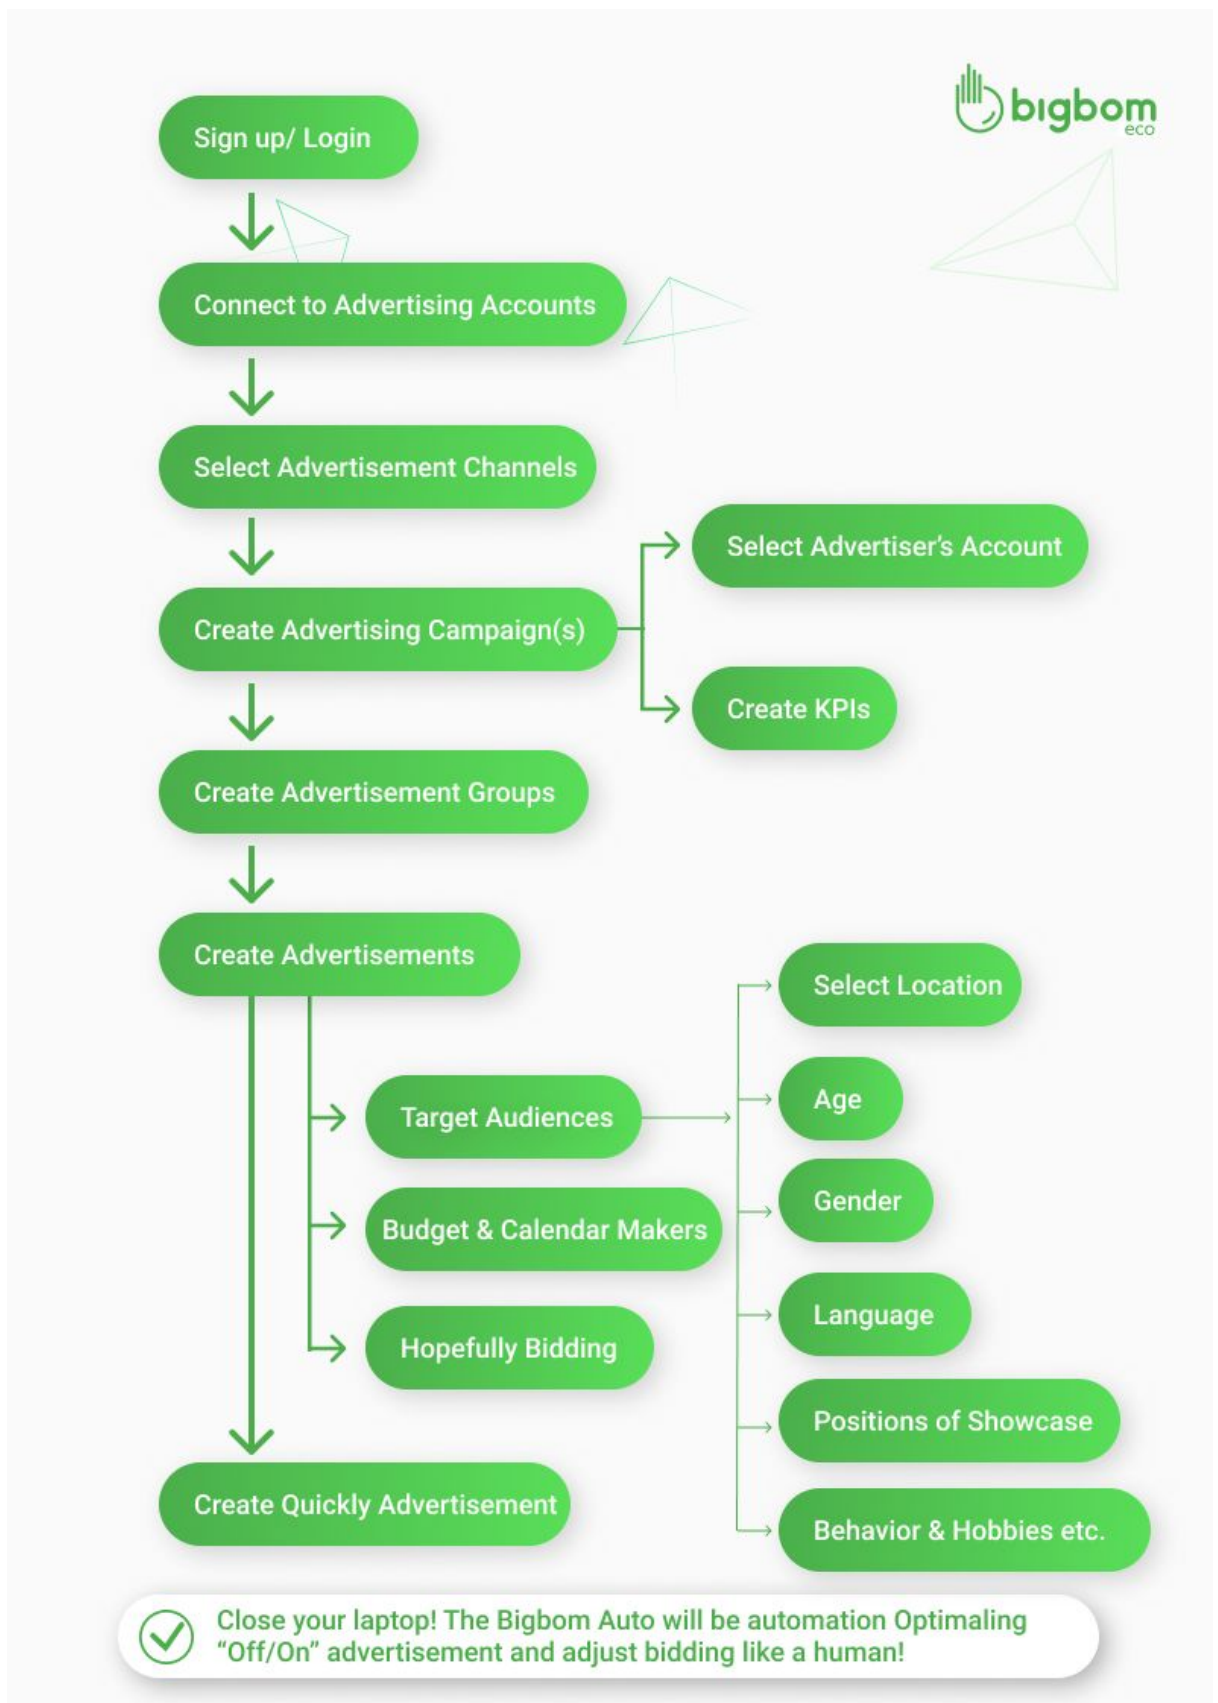 bigbom
eco
Sign up/ Login
Connect to Advertising Accounts
Select Advertisement Channels
Select Advertiser’s Account
Create Advertising Campaign(s)
Create KPIs
Create Advertisement Groups
Create Advertisements
Select Location
Age
Target Audiences
Gender
Budget & Calendar Makers
Language
Hopefully Bidding
Positions of Showcase
Create Quickly Advertisement
Behavior & Hobbies etc.
Close your laptop! The Bigbom Auto will be automation Optimaling
“Off/On” advertisement and adjust bidding like a human!